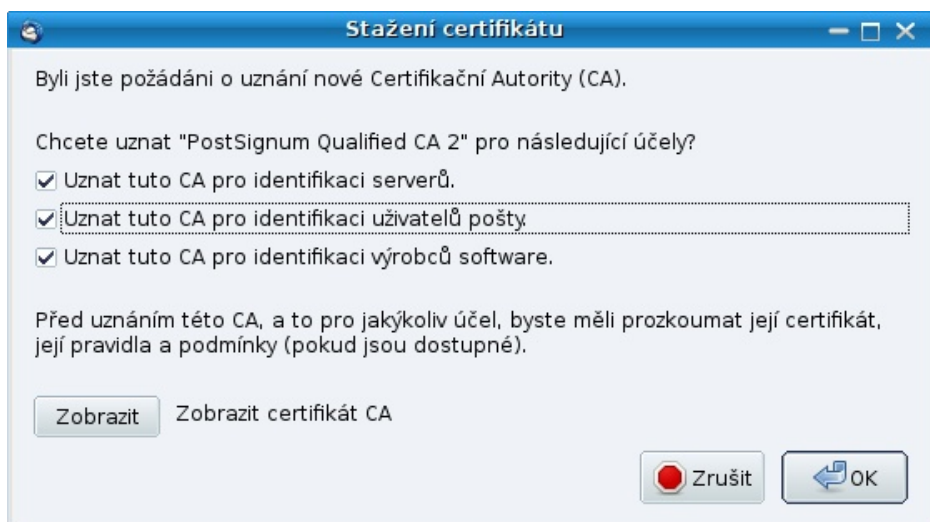 Stažení certifikátu
Byli jste požádáni o uznání nové Certifikační Autority (CA).
Chcete uznat "PostSignum Qualified CA 2" pro následující účely?
Uznat tuto CA pro identifikaci serverů.
Uznat tuto CA pro identifikaci uživatelů pošty.
Uznat tuto CA pro identifikaci výrobců software.
Před uznáním této CA, a to pro jakýkoliv účel, byste měli prozkoumat její certifikát,
její pravidla a podmínky (pokud jsou dostupné).
Zobrazit Zobrazit certifikát CA
Zrušit OK